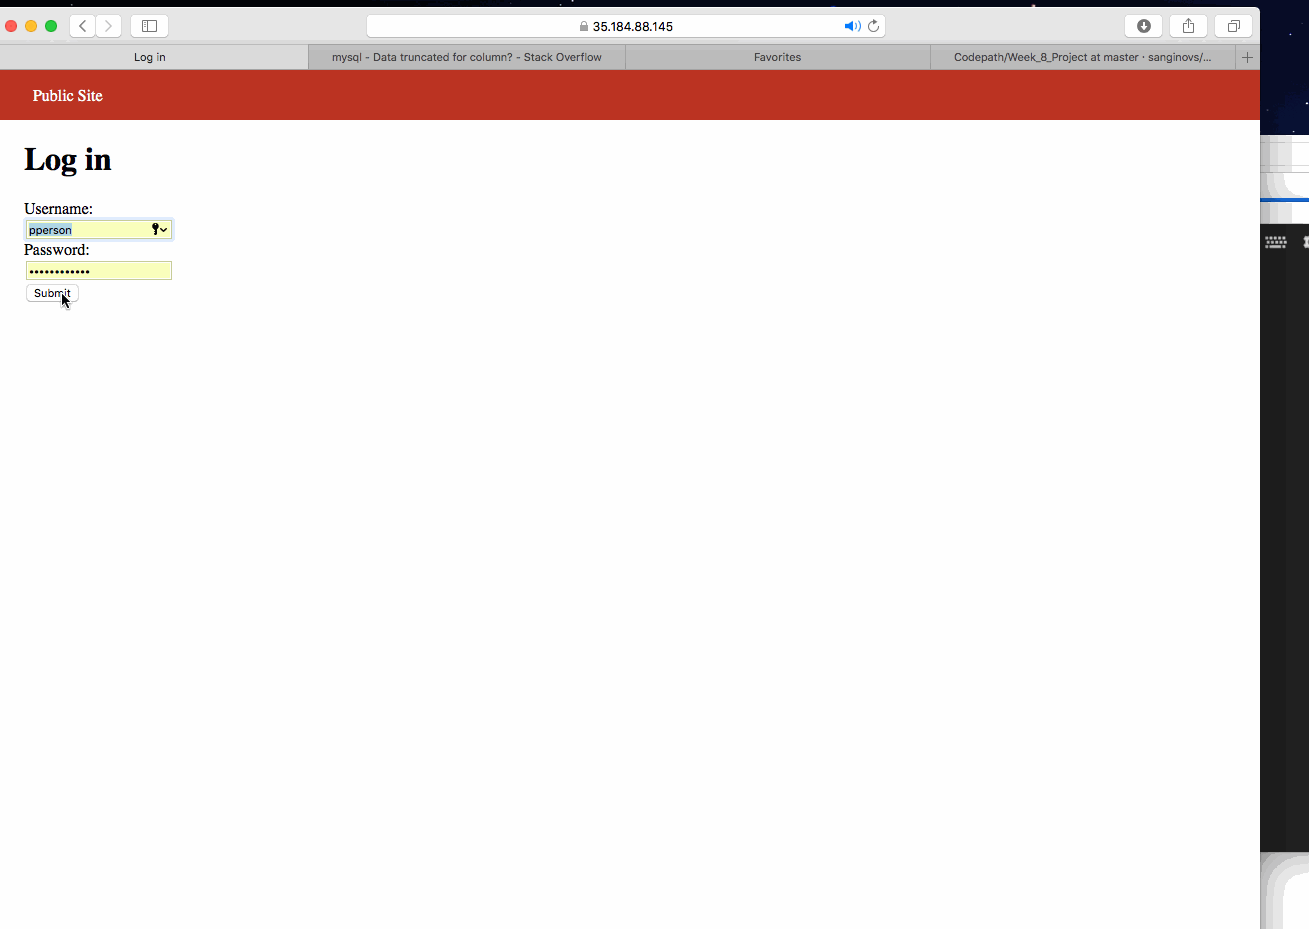 35.184.88.145
Log in
mysql - Data truncated for column? - Stack Overflow
Favorites
Codepath/Week_8_Project at master · sanginovs/...
Public Site
Log in
Username:
pperson
Password:
••••••••••••
Submit